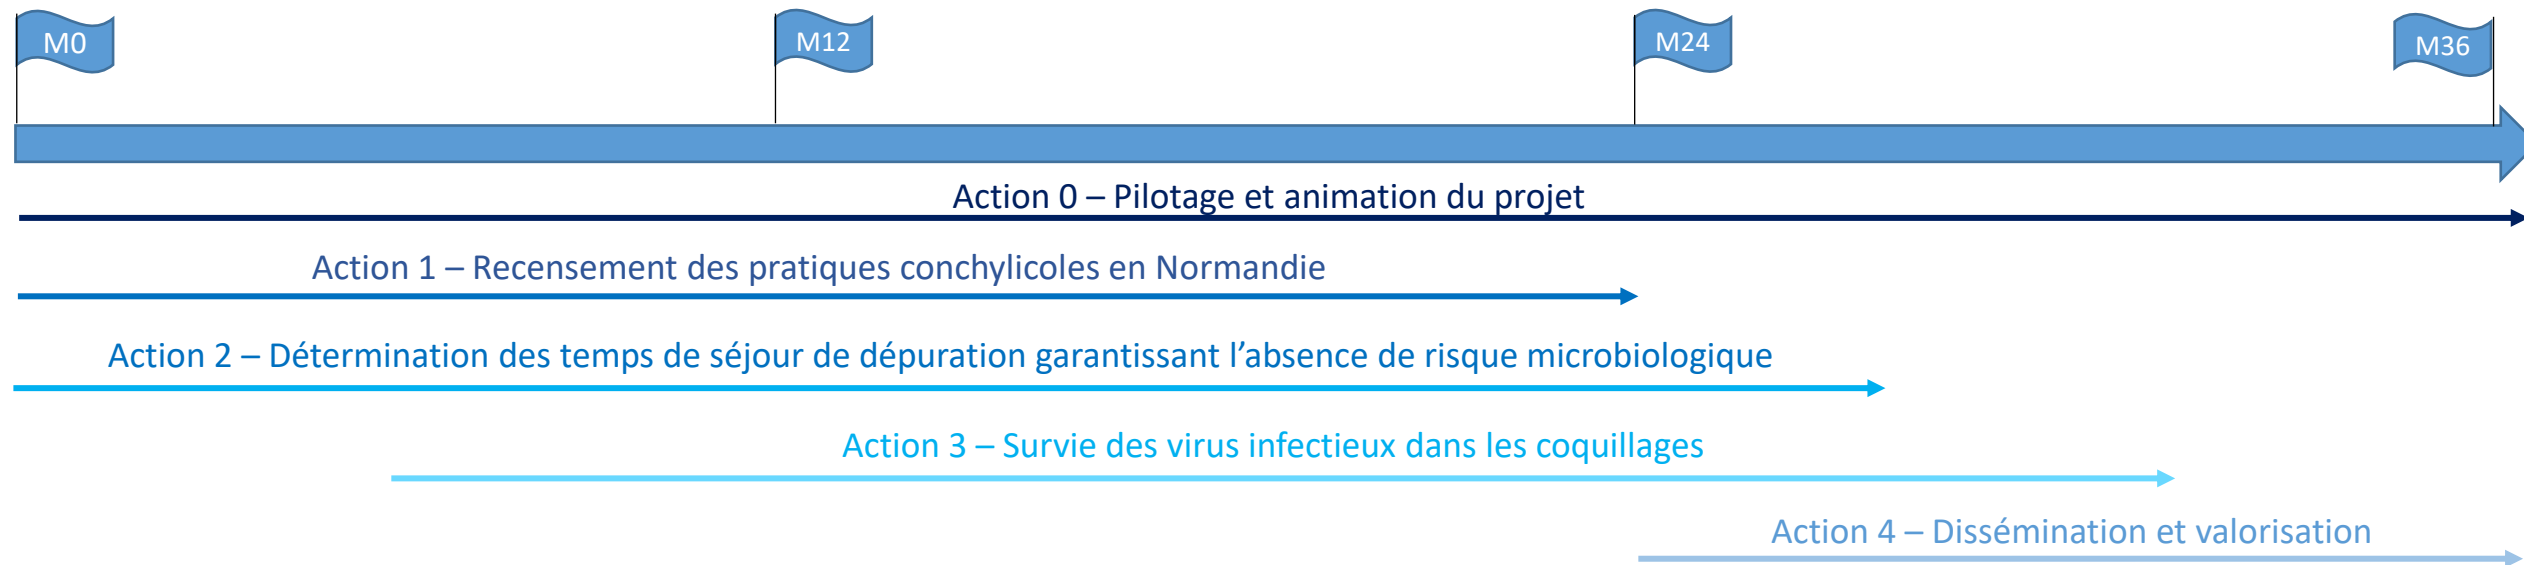 M0
M12
M24
M36
Action 0 – Pilotage et animation du projet
Action 1 – Recensement des pratiques conchylicoles en Normandie
Action 2 – Détermination des temps de séjour de dépuration garantissant l’absence de risque microbiologique
Action 3 – Survie des virus infectieux dans les coquillages
Action 4 – Dissémination et valorisation